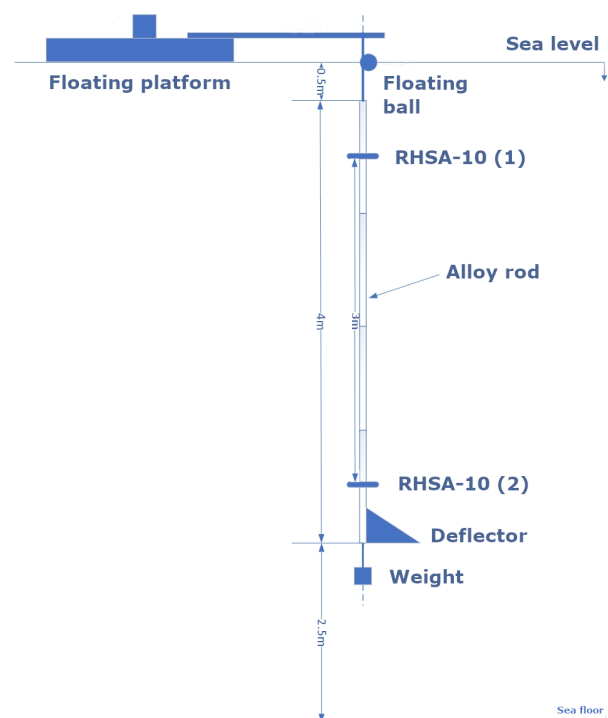 Sea level
Floating platform
0.5m
Floating
ball
RHSA-10 (1)
Alloy rod
4m
3m
RHSA-10 (2)
Deflector
Weight
2.5m
Sea floor